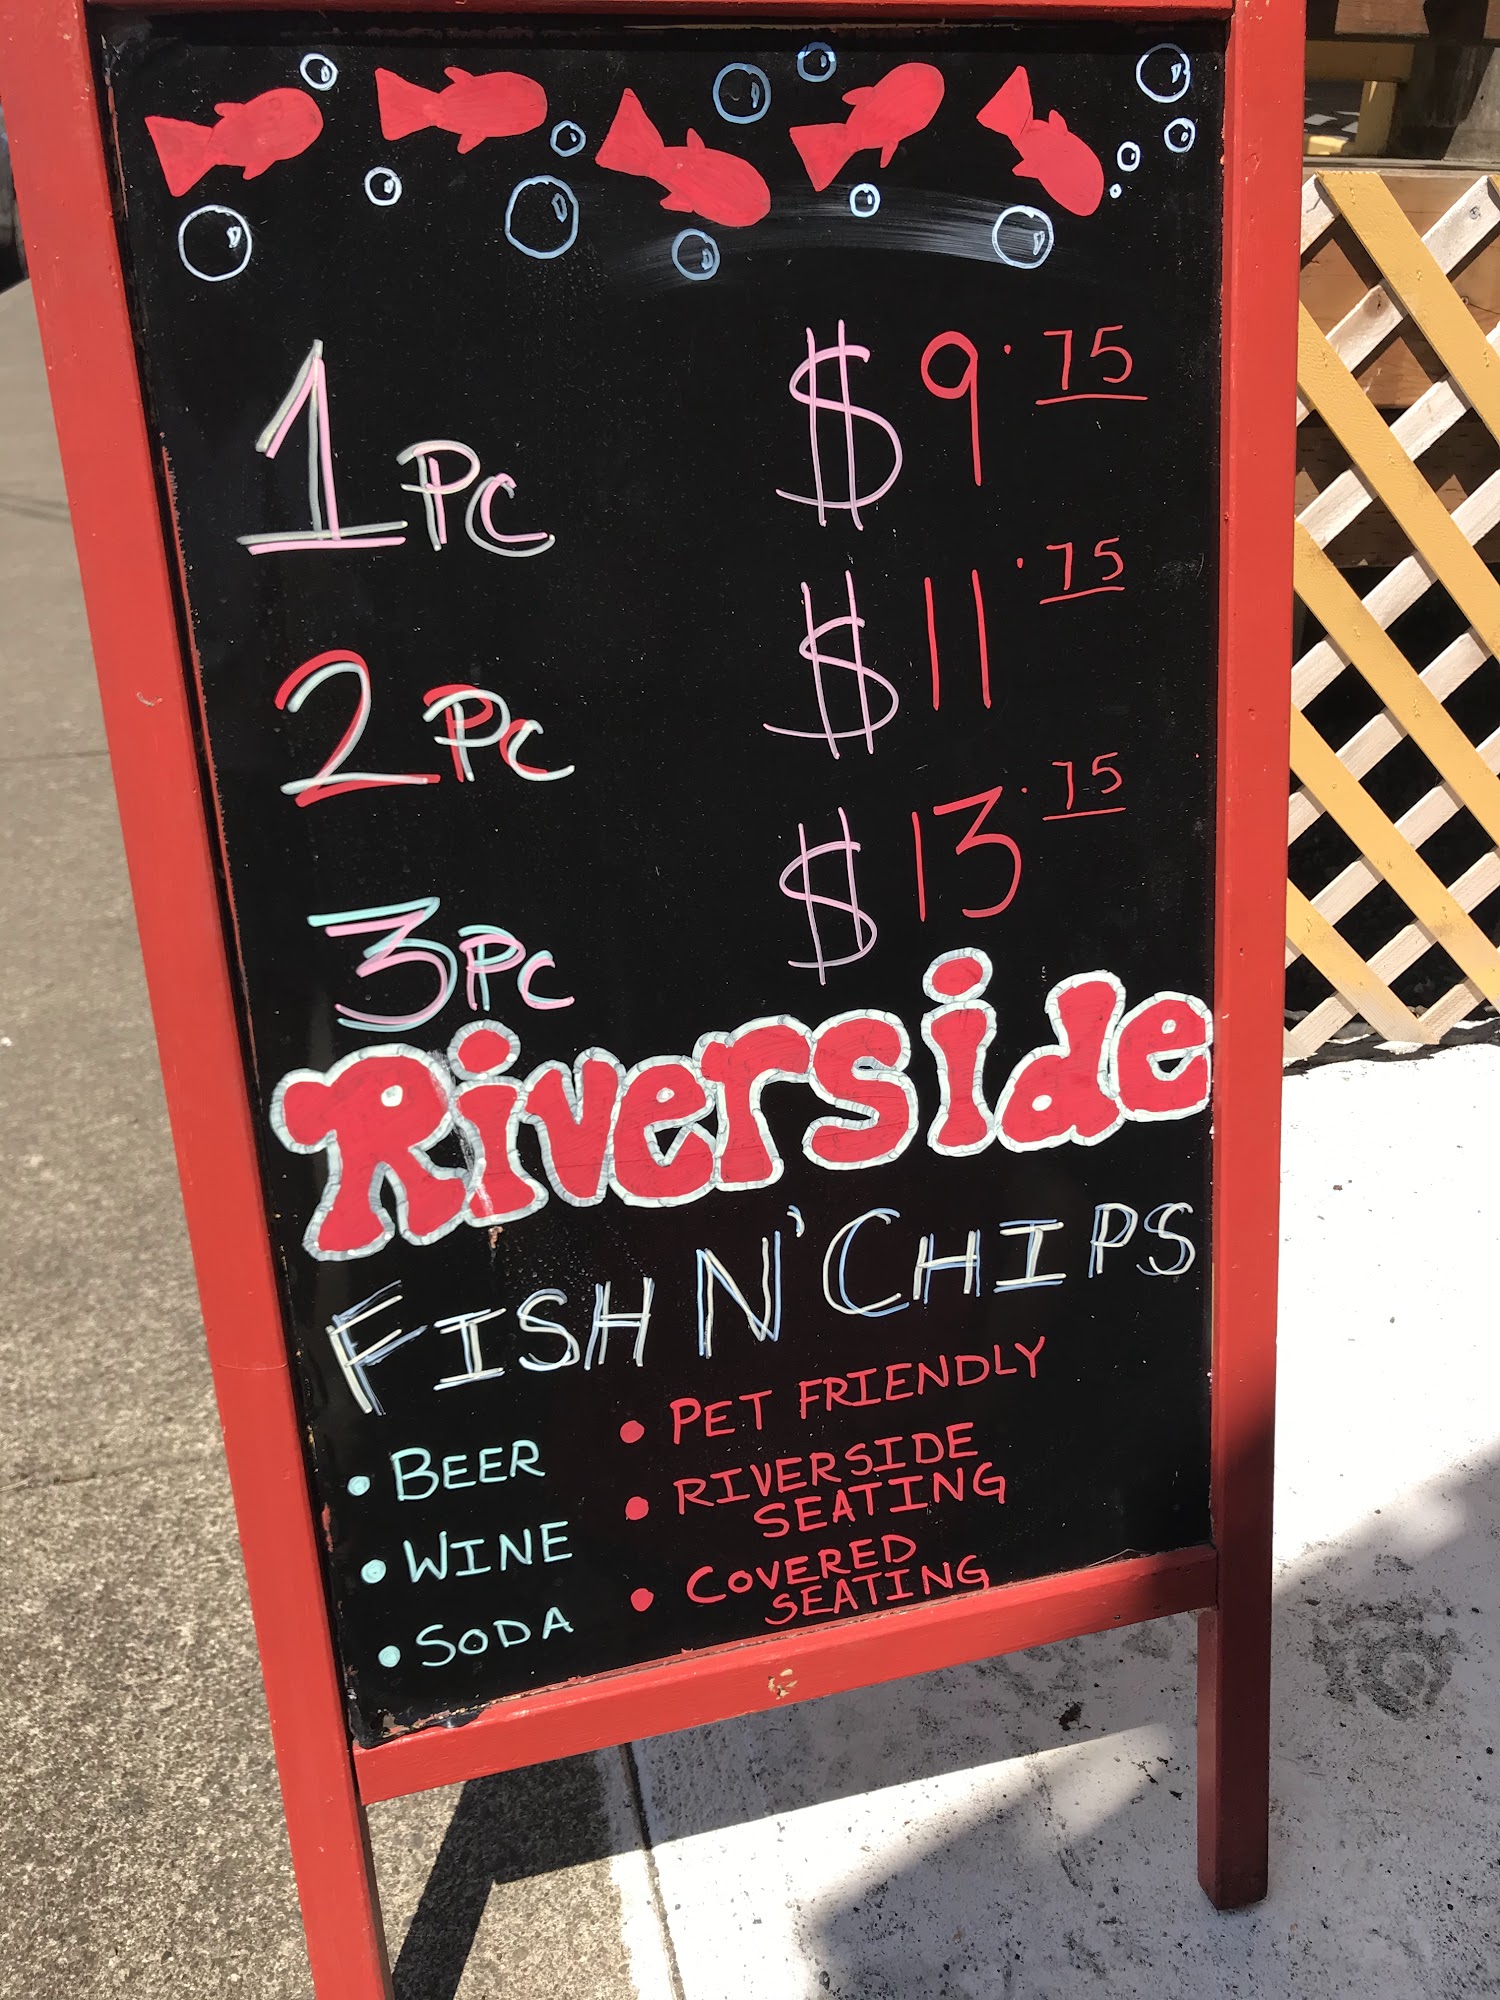 1 PC $9.75
2 PC $11.75
3 PC $13.75
Riverside
FISH N' CHIPS
• BEER
• WINE
• SODA
• PET FRIENDLY
• RIVERSIDE
SEATING
• COVERED
SEATING